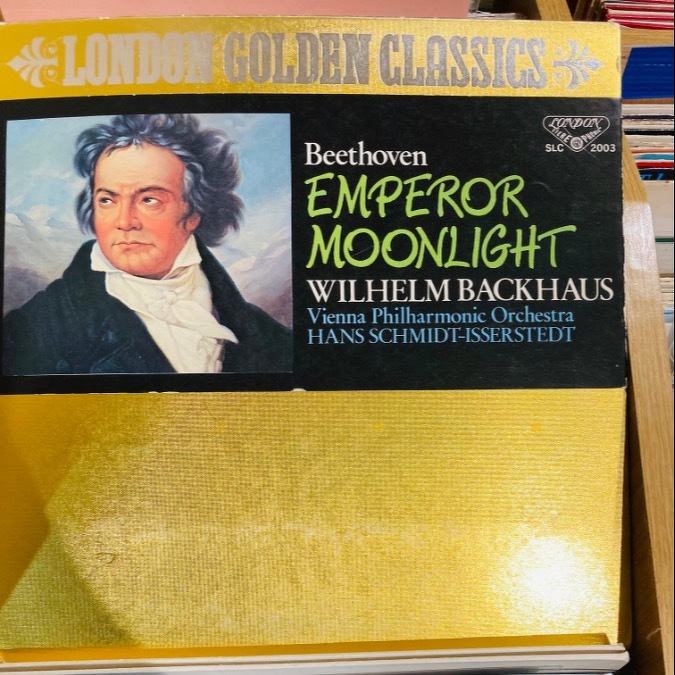 LONDON GOLDEN CLASSICS
LONDON
SLC 2003
Beethoven
EMPEROR
MOONLIGHT
WILHELM BACKHAUS
Vienna Philharmonic Orchestra
HANS SCHMIDT-ISSERSTEDT